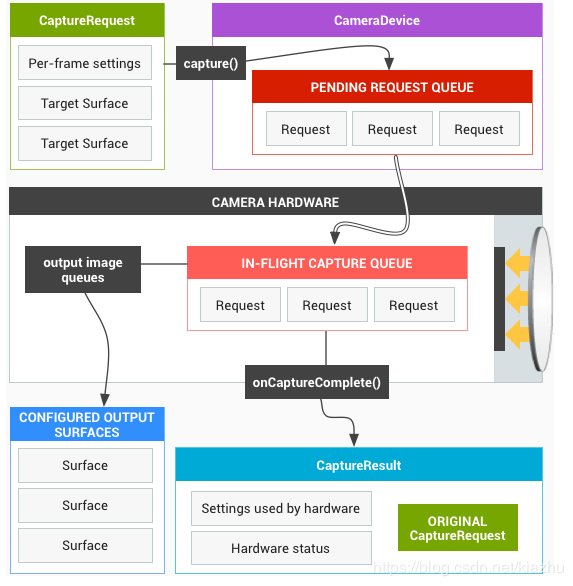 CaptureRequest
Per-frame settings
Target Surface
Target Surface
capture()
CameraDevice
PENDING REQUEST QUEUE
Request
Request
Request
CAMERA HARDWARE
output image
queues
IN-FLIGHT CAPTURE QUEUE
Request
Request
Request
onCaptureComplete()
CONFIGURED OUTPUT
SURFACES
Surface
Surface
Surface
CaptureResult
Settings used by hardware
Hardware status
ORIGINAL
CaptureRequest
https://blog.csdn.net/kiazhu